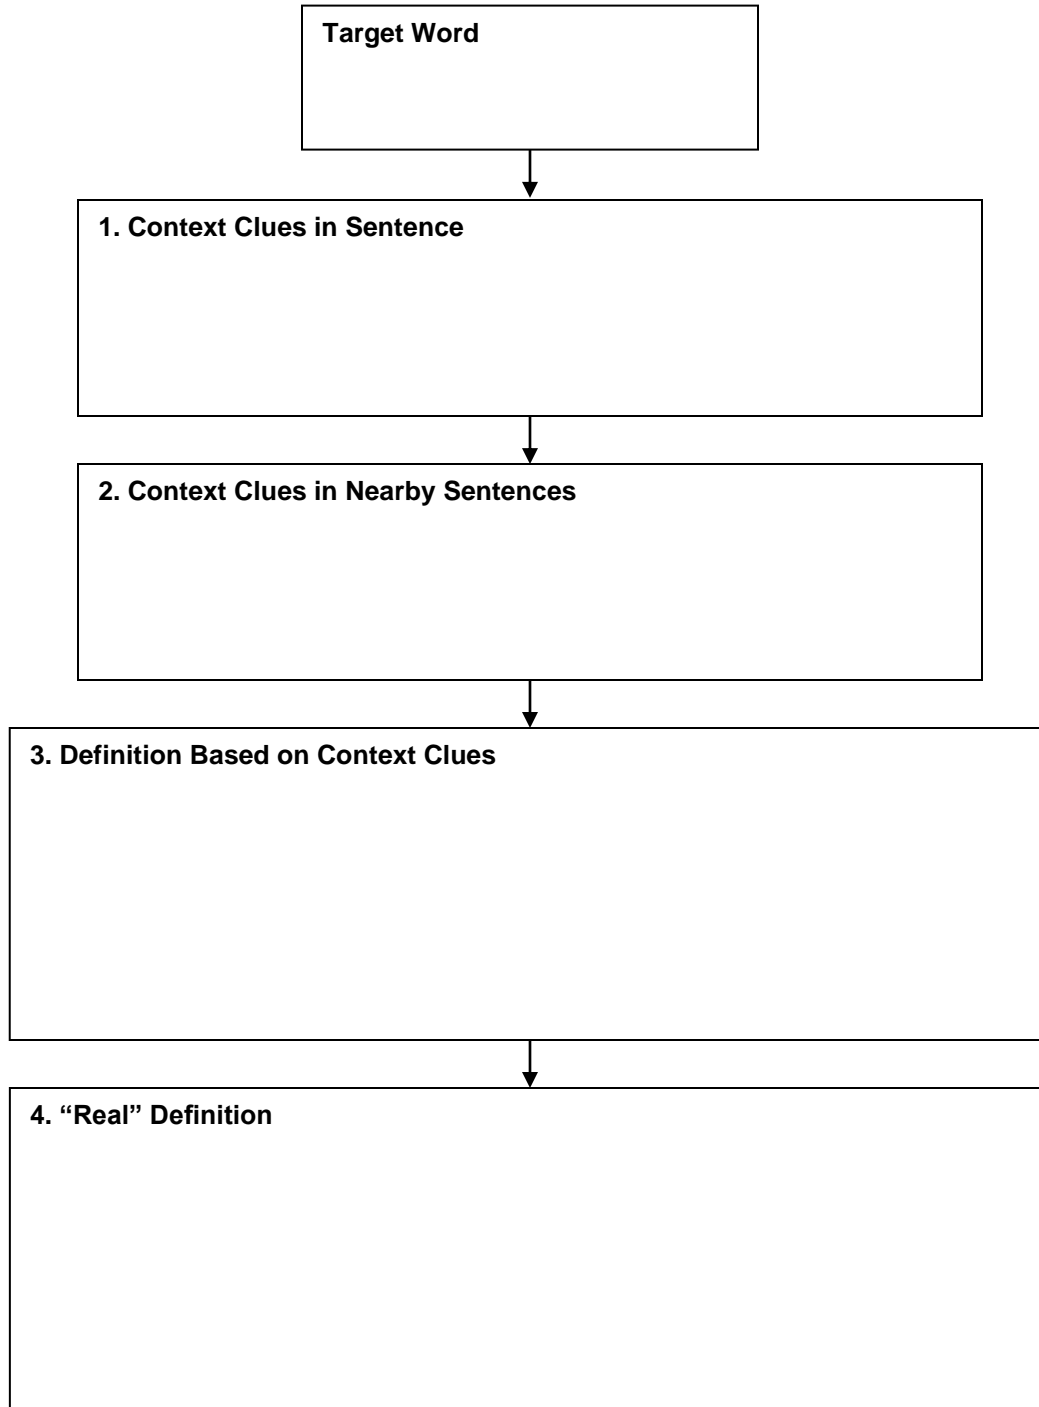 Target Word
1. Context Clues in Sentence
2. Context Clues in Nearby Sentences
3. Definition Based on Context Clues
4. “Real” Definition